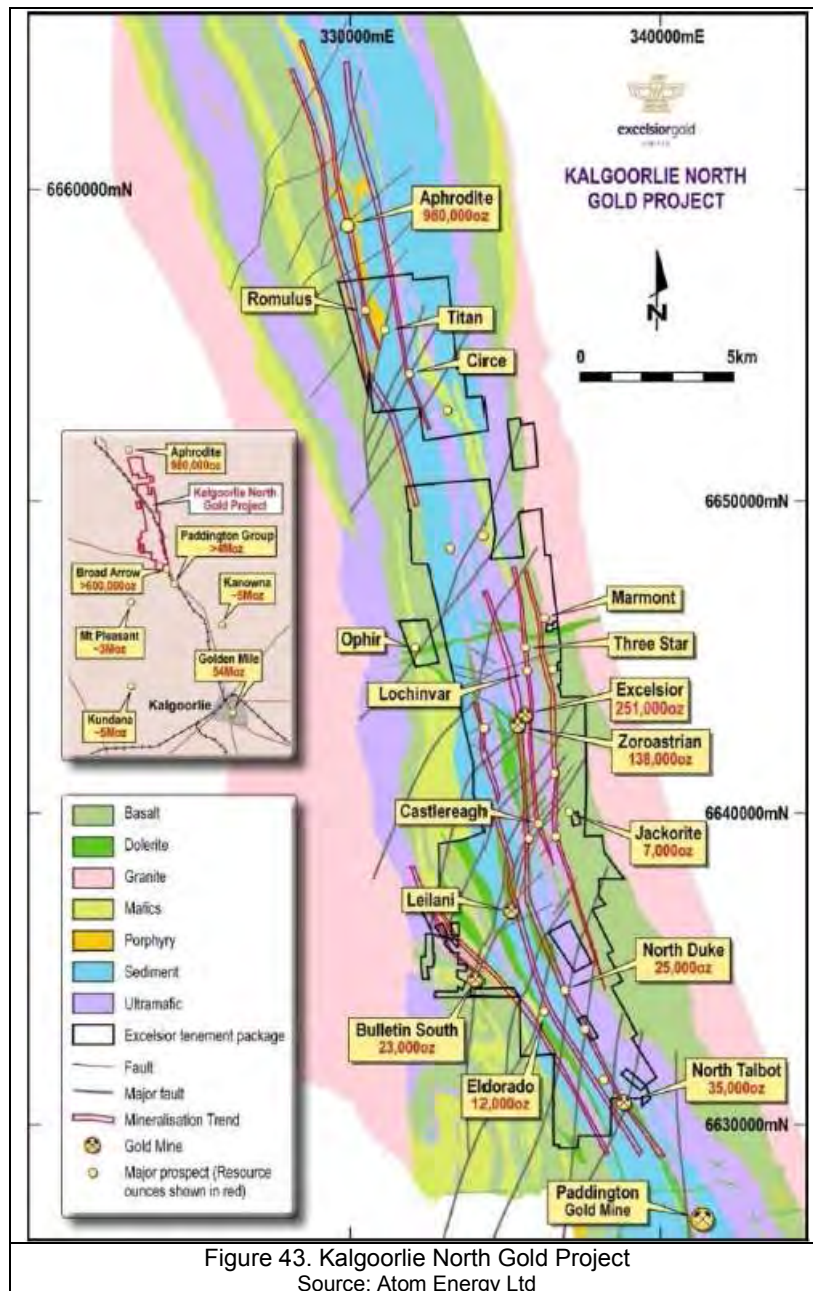 330000mE
340000mE
excelsiorgold
LIMITED
KALGOORLIE NORTH
GOLD PROJECT
6660000mN
Aphrodite
980,000oz
N
Romulus
Titan
Circe
0
5km
Aphrodite
980,000oz
Kalgoorlie North
Gold Project
Paddington Group
>4Moz
Broad Arrow
>600,000oz
Kanowna
~5Moz
Mt Pleasant
~3Moz
Golden Mile
54Moz
Kalgoorlie
Kundana
~5Moz
6650000mN
Marmont
Ophir
Three Star
Lochinvar
Excelsior
251,000oz
Zoroastrian
138,000oz
Castlereagh
6640000mN
Jackorite
7,000oz
Leilani
North Duke
25,000oz
Bulletin South
23,000oz
Eldorado
12,000oz
North Talbot
35,000oz
6630000mN
Paddington
Gold Mine
Basalt
Dolerite
Granite
Mafics
Porphyry
Sediment
Ultramafic
Excelsior tenement package
Fault
Major fault
Mineralisation Trend
Gold Mine
Major prospect (Resource
ounces shown in red)
Figure 43. Kalgoorlie North Gold Project
Source: Atom Energy Ltd